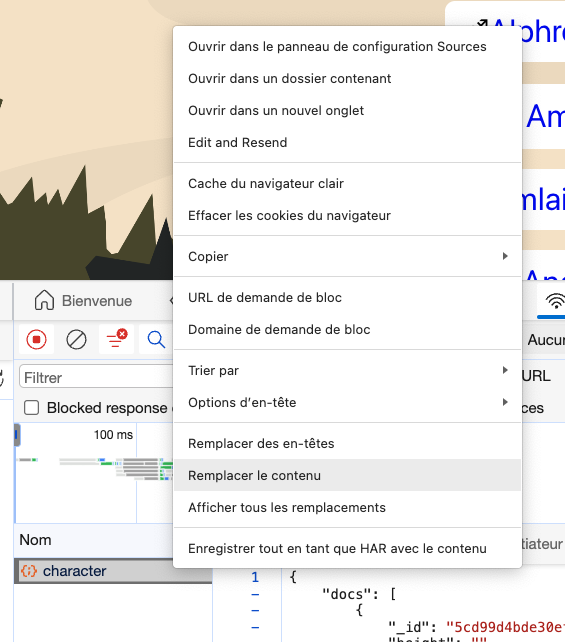 Ouvrir dans le panneau de configuration Sources
Ouvrir dans un dossier contenant
Ouvrir dans un nouvel onglet
Edit and Resend
Cache du navigateur clair
Effacer les cookies du navigateur
Copier
URL de demande de bloc
Domaine de demande de bloc
Trier par
Options d'en-tête
Remplacer des en-têtes
Remplacer le contenu
Afficher tous les remplacements
Enregistrer tout en tant que HAR avec le contenu
Bienvenue
Filtrer
URL
Blocked response
100 ms
Nom
character
1 {
"docs": [
{
"_id": "5cd99d4bde30ef